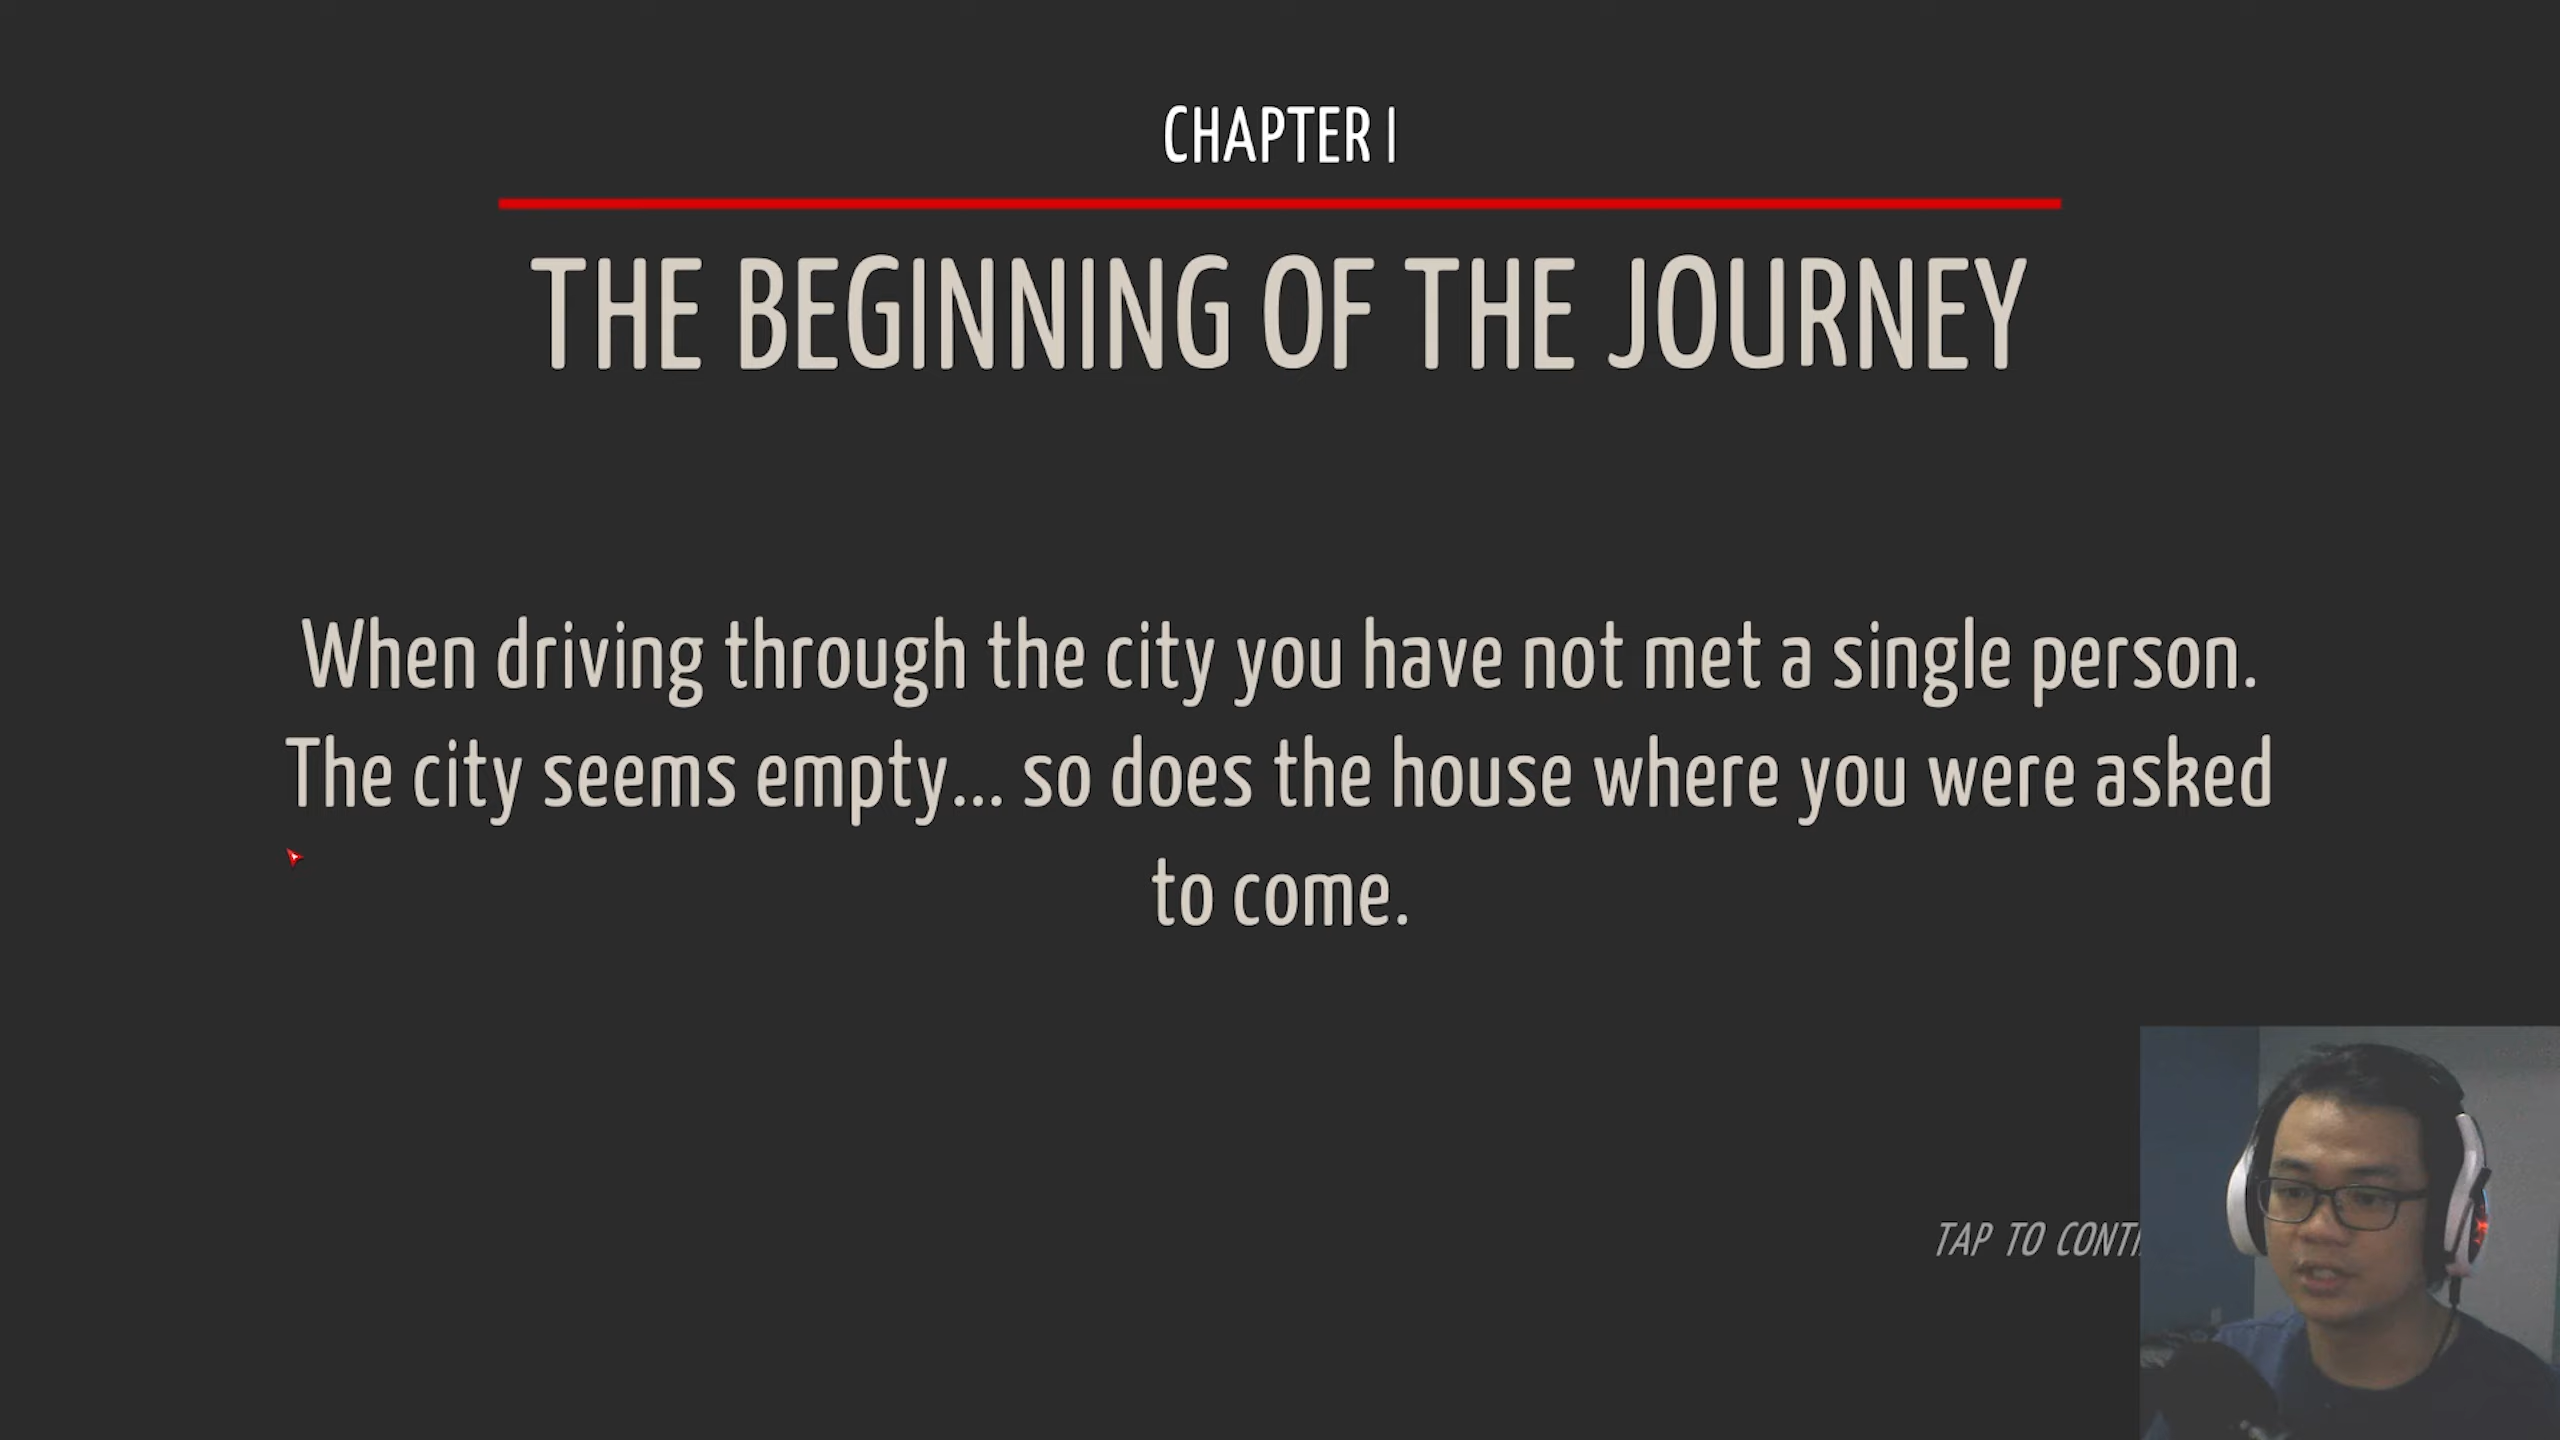 CHAPTER I
THE BEGINNING OF THE JOURNEY
When driving through the city you have not met a single person.
The city seems empty... so does the house where you were asked
to come.
TAP TO